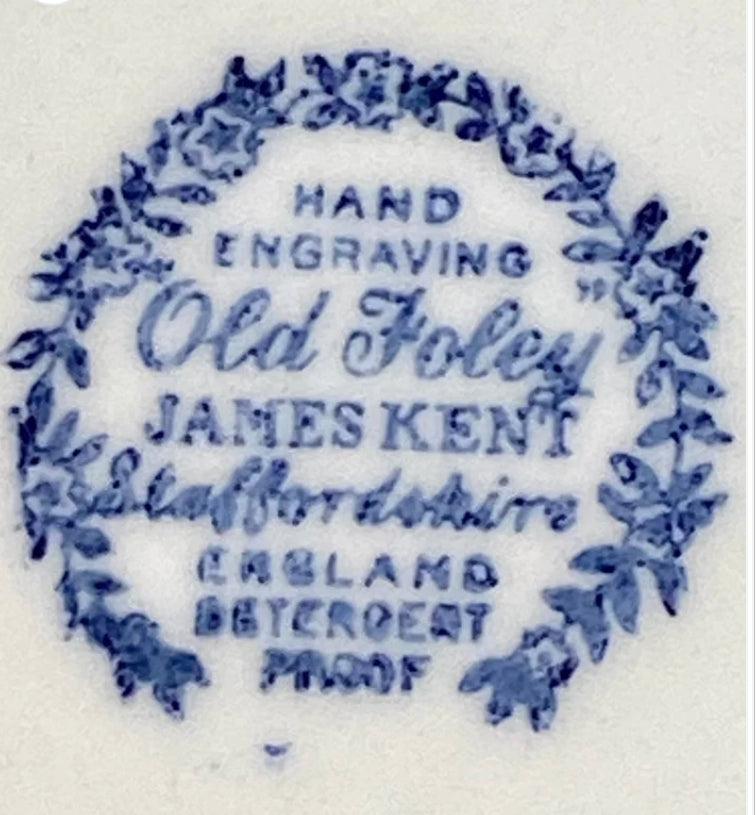 HAND
ENGRAVING
Old Foley"
JAMES KENT
Staffordshire
ENGLAND
DETERGENT
PROOF